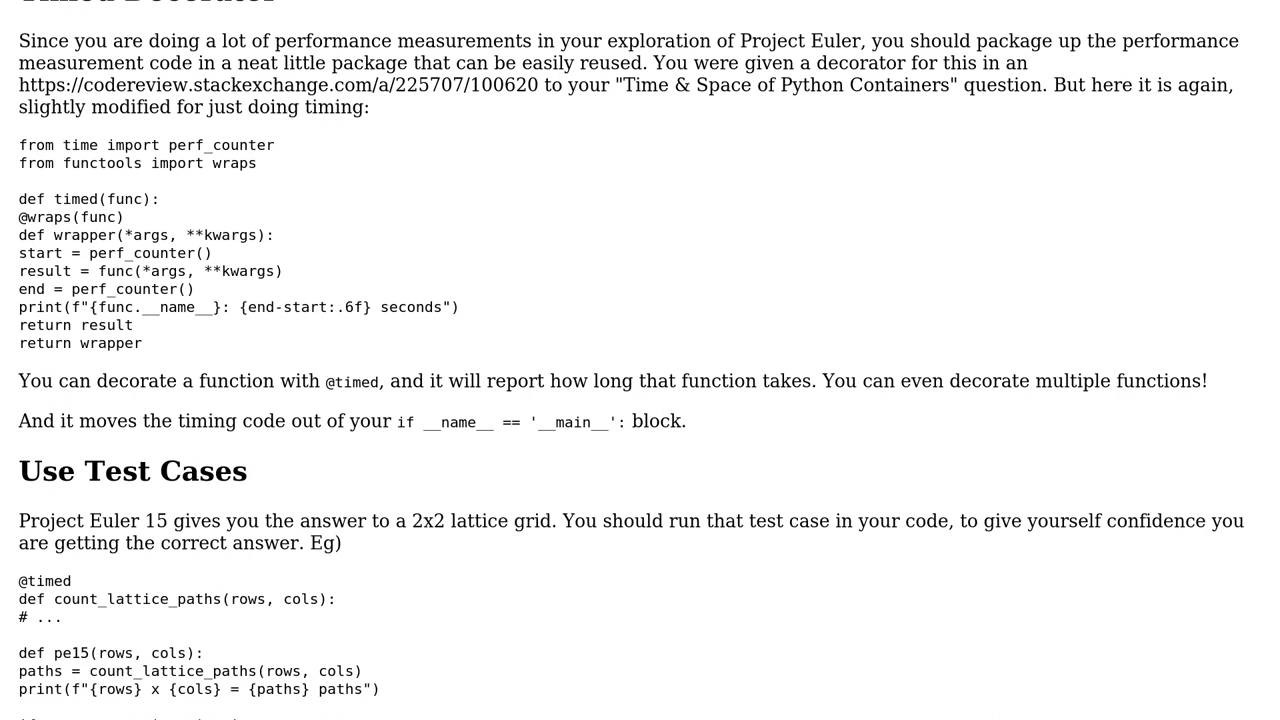 Since you are doing a lot of performance measurements in your exploration of Project Euler, you should package up the performance
measurement code in a neat little package that can be easily reused. You were given a decorator for this in an
https://codereview.stackexchange.com/a/225707/100620 to your "Time & Space of Python Containers" question. But here it is again,
slightly modified for just doing timing:
from time import perf_counter
from functools import wraps
def timed(func):
@wraps(func)
def wrapper(*args, **kwargs):
start = perf_counter()
result = func(*args, **kwargs)
end = perf_counter()
print(f"{func.__name__}: {end-start:.6f} seconds")
return result
return wrapper
You can decorate a function with @timed, and it will report how long that function takes. You can even decorate multiple functions!
And it moves the timing code out of your if __name__ == '__main__': block.
Use Test Cases
Project Euler 15 gives you the answer to a 2x2 lattice grid. You should run that test case in your code, to give yourself confidence you
are getting the correct answer. Eg)
@timed
def count_lattice_paths(rows, cols):
# ...
def pe15(rows, cols):
paths = count_lattice_paths(rows, cols)
print(f"{rows} x {cols} = {paths} paths")